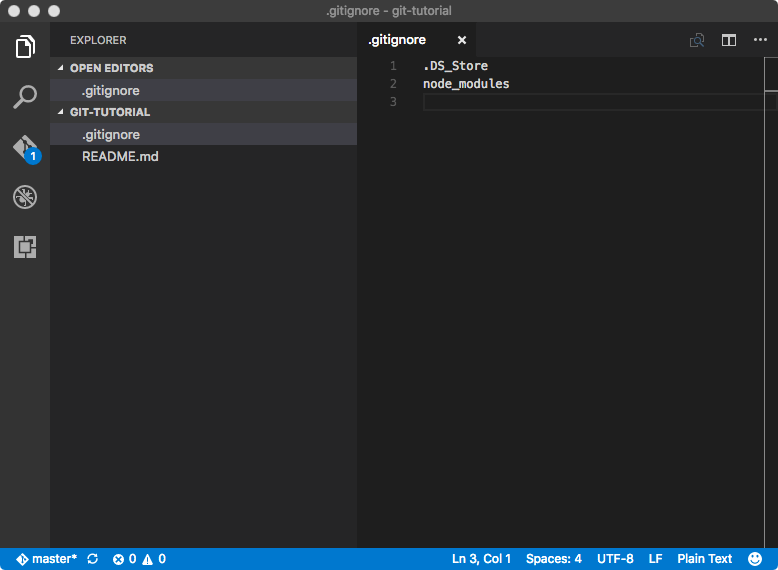 .gitignore - git-tutorial
EXPLORER
OPEN EDITORS
.gitignore
GIT-TUTORIAL
.gitignore
README.md
1
.gitignore
1 .DS_Store
2 node_modules
3
master* 0 0 Ln 3, Col 1 Spaces: 4 UTF-8 LF Plain Text